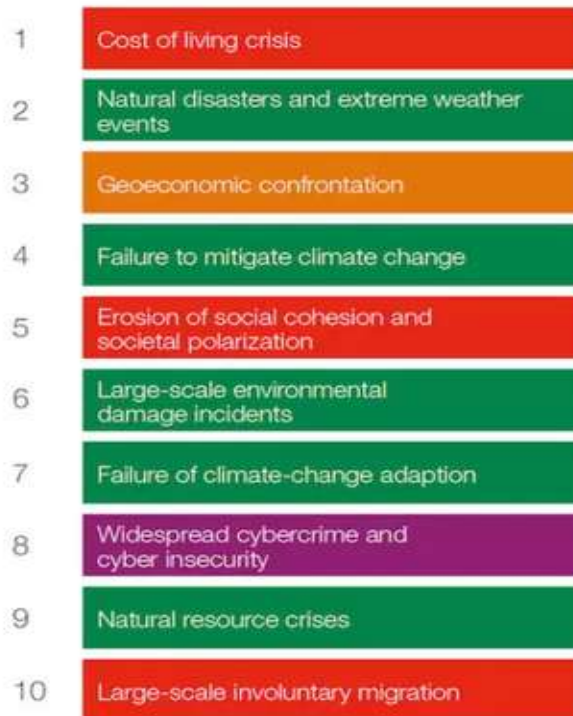 1
Cost of living crisis
2
Natural disasters and extreme weather
events
3
Geoeconomic confrontation
4
Failure to mitigate climate change
5
Erosion of social cohesion and
societal polarization
6
Large-scale environmental
damage incidents
7
Failure of climate-change adaption
8
Widespread cybercrime and
cyber insecurity
9
Natural resource crises
10
Large-scale involuntary migration